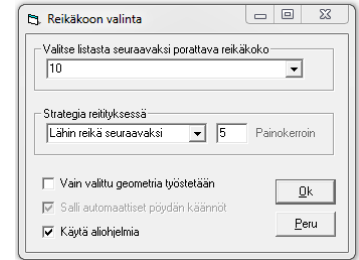 Reikäkoon valinta
Valitse listasta seuraavaksi porattava reikäkoko
10
Strategia reitityksessä
Lähin reikä seuraavaksi 5 Painokerroin
Vain valittu geometria työstetään
Ok
Salli automaattiset pöydän käännöt
Peru
Käytä aliohjelmia